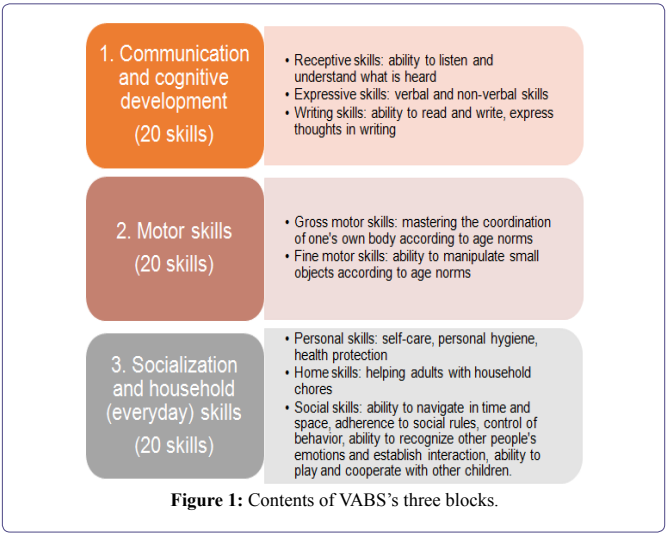 1. Communication
and cognitive
development
(20 skills)
• Receptive skills: ability to listen and
understand what is heard
• Expressive skills: verbal and non-verbal skills
• Writing skills: ability to read and write, express
thoughts in writing
2. Motor skills
(20 skills)
• Gross motor skills: mastering the coordination
of one's own body according to age norms
• Fine motor skills: ability to manipulate small
objects according to age norms
3. Socialization
and household
(everyday) skills
(20 skills)
• Personal skills: self-care, personal hygiene,
health protection
• Home skills: helping adults with household
chores
• Social skills: ability to navigate in time and
space, adherence to social rules, control of
behavior, ability to recognize other people's
emotions and establish interaction, ability to
play and cooperate with other children.
Figure 1: Contents of VABS's three blocks.